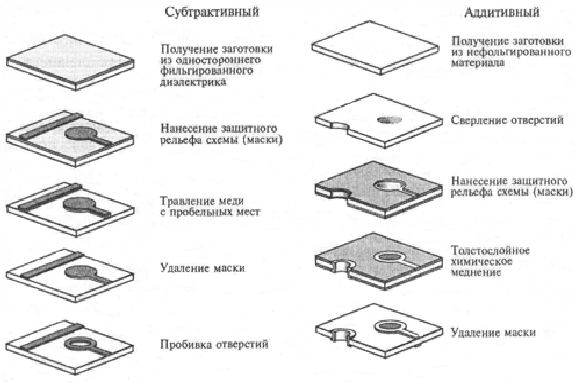 Субтрактивный
Получение заготовки
из одностороннего
фильгированного
диэлектрика
Нанесение защитного
рельефа схемы (маски)
Травление меди
с пробельных мест
Удаление маски
Пробивка отверстий
Аддитивный
Получение заготовки
из нефольгированного
материала
Сверление отверстий
Нанесение защитного
рельефа схемы (маски)
Толстослойное
химическое
меднение
Удаление маски